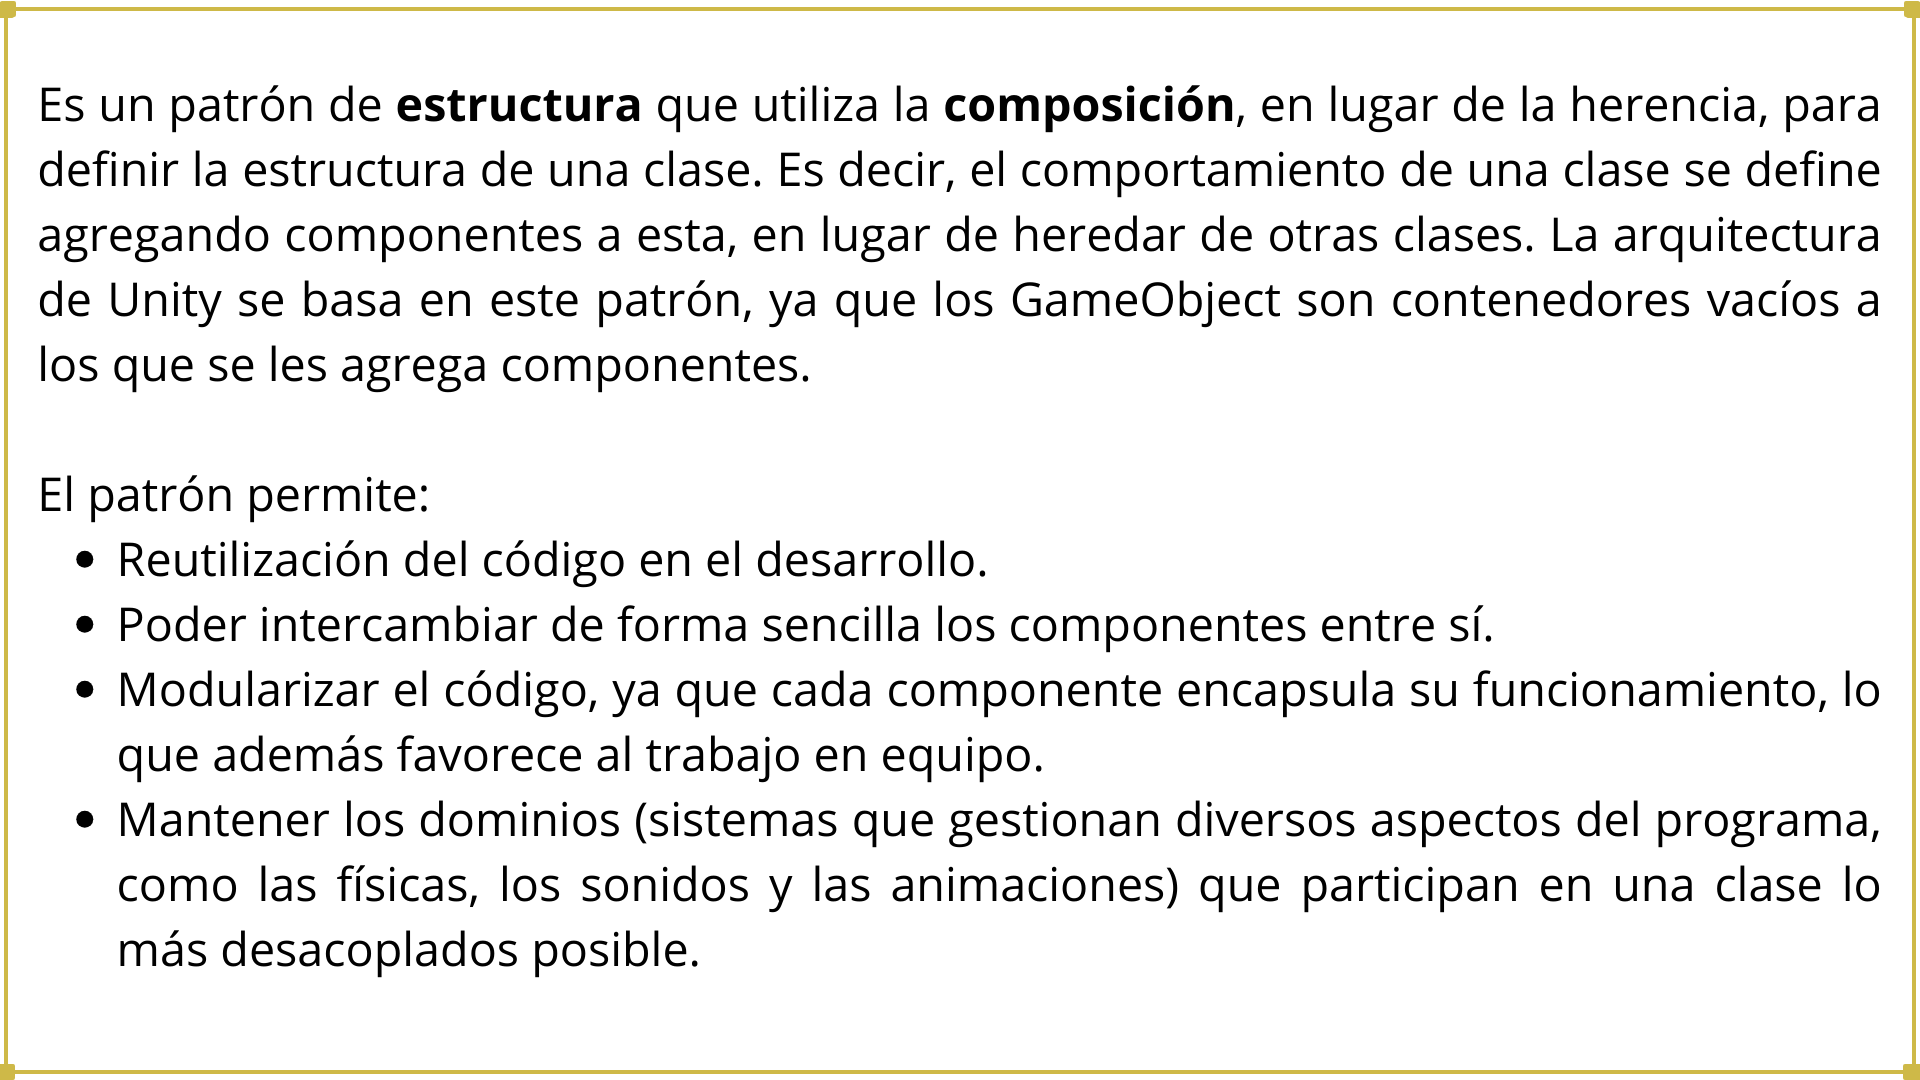 Es un patrón de estructura que utiliza la composición, en lugar de la herencia, para
definir la estructura de una clase. Es decir, el comportamiento de una clase se define
agregando componentes a esta, en lugar de heredar de otras clases. La arquitectura
de Unity se basa en este patrón, ya que los GameObject son contenedores vacíos a
los que se les agrega componentes.
El patrón permite:
• Reutilización del código en el desarrollo.
• Poder intercambiar de forma sencilla los componentes entre sí.
• Modularizar el código, ya que cada componente encapsula su funcionamiento, lo
que además favorece al trabajo en equipo.
• Mantener los dominios (sistemas que gestionan diversos aspectos del programa,
como las físicas, los sonidos y las animaciones) que participan en una clase lo
más desacoplados posible.